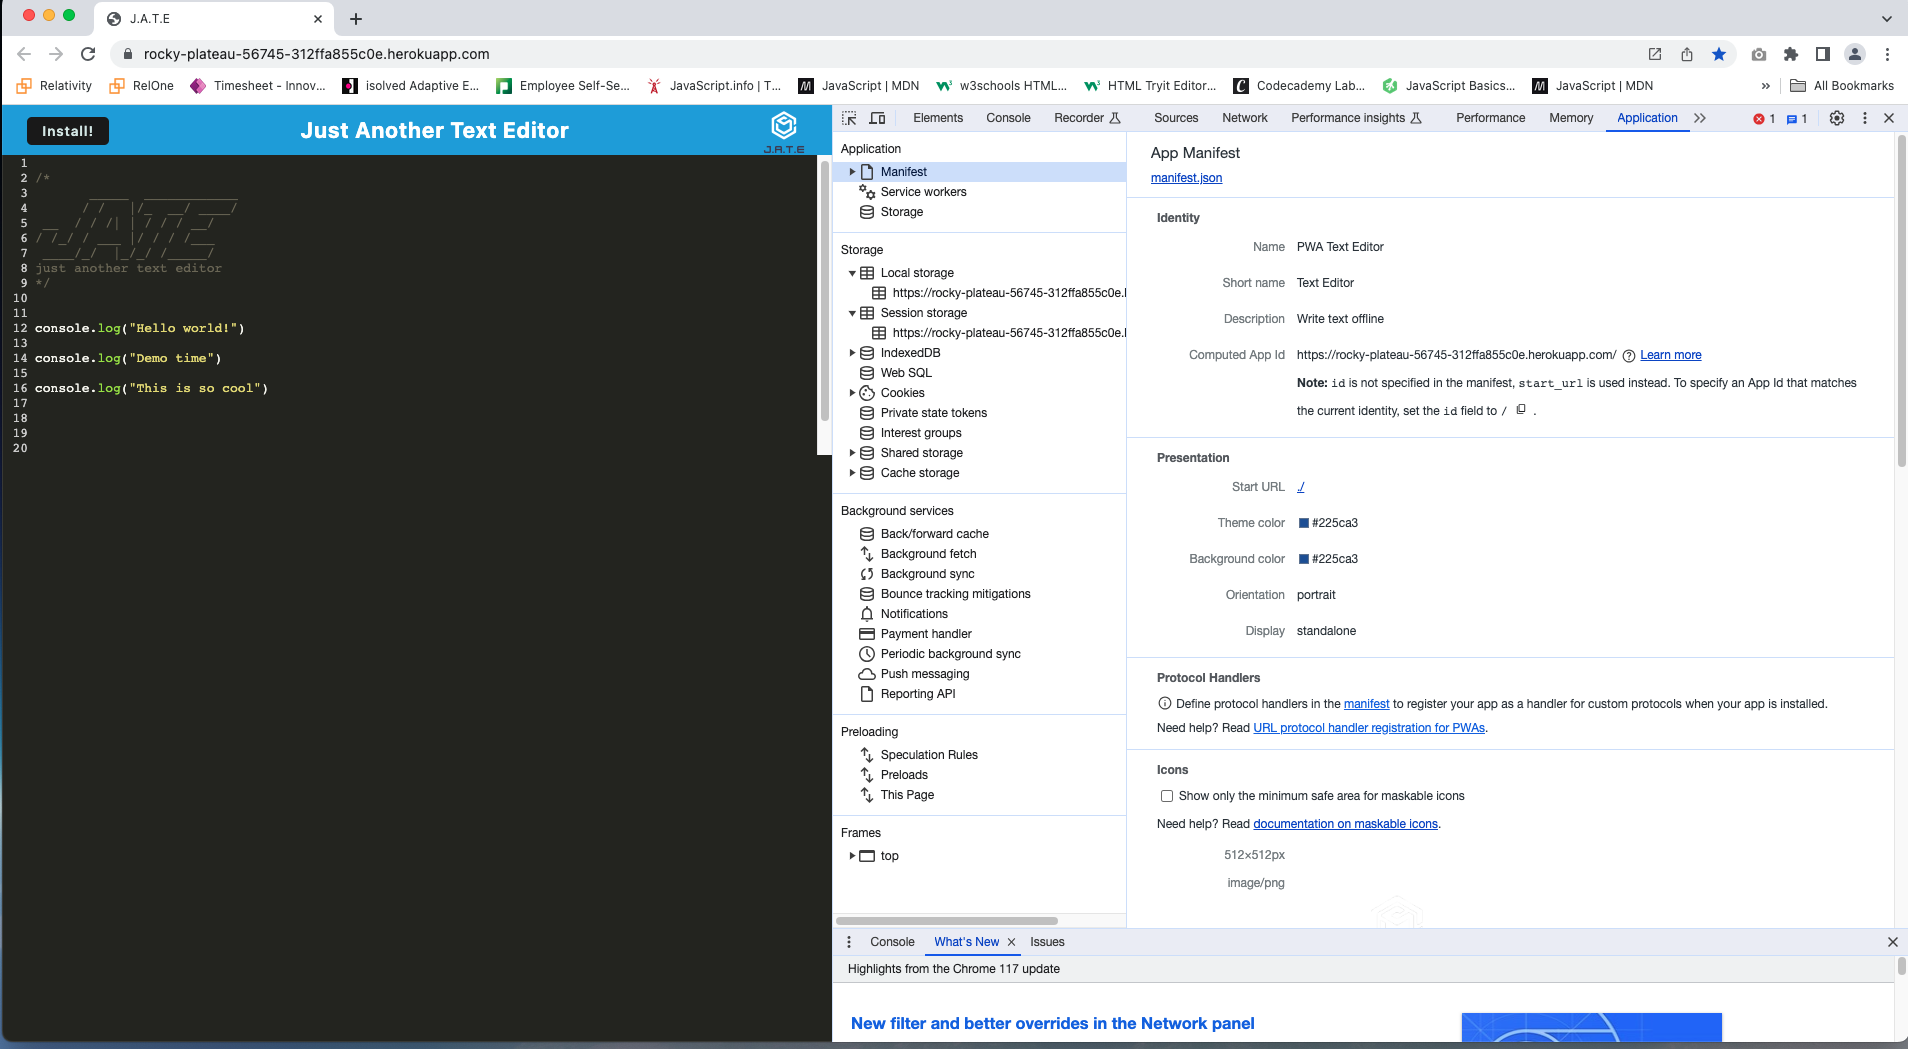 J.A.T.E
rocky-plateau-56745-312ffa855c0e.herokuapp.com
Relativity
RelOne
Timesheet - Innov...
isolved Adaptive E...
Employee Self-Se...
JavaScript.info | T...
JavaScript | MDN
w3schools HTML...
HTML Tryit Editor...
Codecademy Lab...
JavaScript Basics...
JavaScript | MDN
All Bookmarks
Install!
Just Another Text Editor
J.A.T.E
1
2 /*
3
4
5
6
7
8 just another text editor
9 */
10
11
12 console.log("Hello world!")
13
14 console.log("Demo time")
15
16 console.log("This is so cool")
17
18
19
20
Elements
Console
Recorder
Sources
Network
Performance insights
Performance
Memory
Application
1
1
Application
Manifest
Service workers
Storage
Storage
Local storage
https://rocky-plateau-56745-312ffa855c0e.
Session storage
https://rocky-plateau-56745-312ffa855c0e.
IndexedDB
Web SQL
Cookies
Private state tokens
Interest groups
Shared storage
Cache storage
Background services
Back/forward cache
Background fetch
Background sync
Bounce tracking mitigations
Notifications
Payment handler
Periodic background sync
Push messaging
Reporting API
Preloading
Speculation Rules
Preloads
This Page
Frames
top
App Manifest
manifest.json
Identity
Name PWA Text Editor
Short name Text Editor
Description Write text offline
Computed App Id https://rocky-plateau-56745-312ffa855c0e.herokuapp.com/ Learn more
Note: id is not specified in the manifest, start_url is used instead. To specify an App Id that matches
the current identity, set the id field to / .
Presentation
Start URL ./
Theme color #225ca3
Background color #225ca3
Orientation portrait
Display standalone
Protocol Handlers
Define protocol handlers in the manifest to register your app as a handler for custom protocols when your app is installed.
Need help? Read URL protocol handler registration for PWAs.
Icons
Show only the minimum safe area for maskable icons
Need help? Read documentation on maskable icons.
512×512px
image/png
Console
What's New
Issues
Highlights from the Chrome 117 update
New filter and better overrides in the Network panel